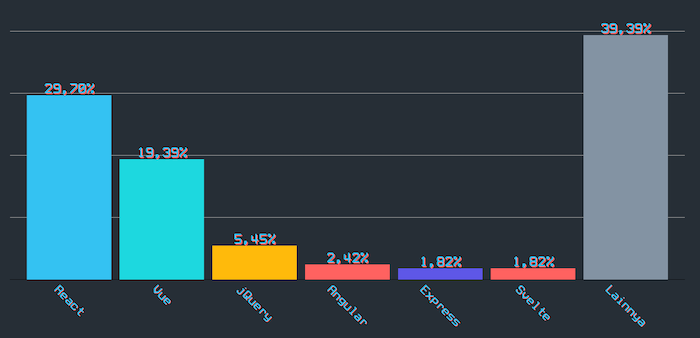 29,70%
19,39%
5,45%
2,42%
1,82%
1,82%
39,39%
React
Vue
jQuery
Angular
Express
Svelte
Lainnya